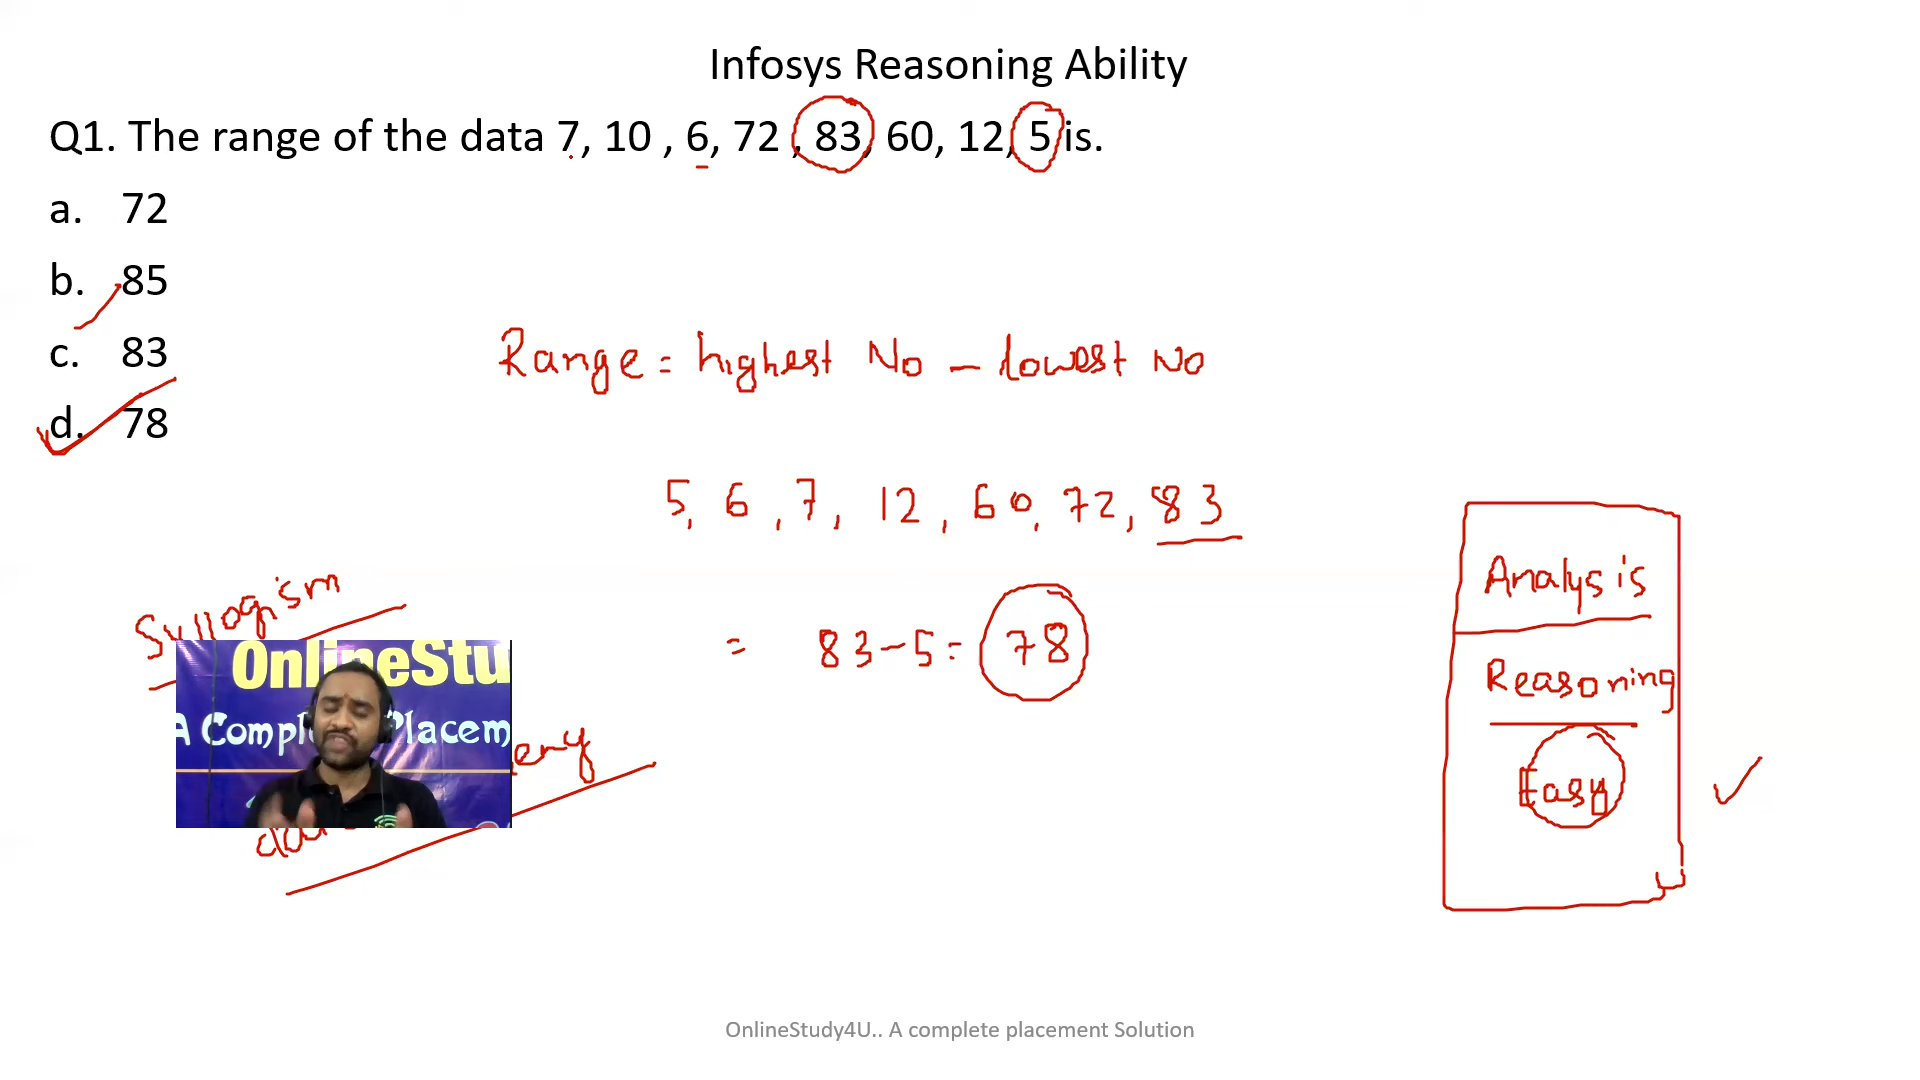 Infosys Reasoning Ability
Q1. The range of the data 7, 10 , 6, 72 , 83, 60, 12, 5 is.
a. 72
b. 85
c. 83
d. 78
Range = highest No – lowest No
5, 6, 7, 12, 60, 72, 83
= 83-5= 78
Syllogism
OnlineStu
A Compl Placem
ery
Analysis
Reasoning
Easy
OnlineStudy4U.. A complete placement Solution